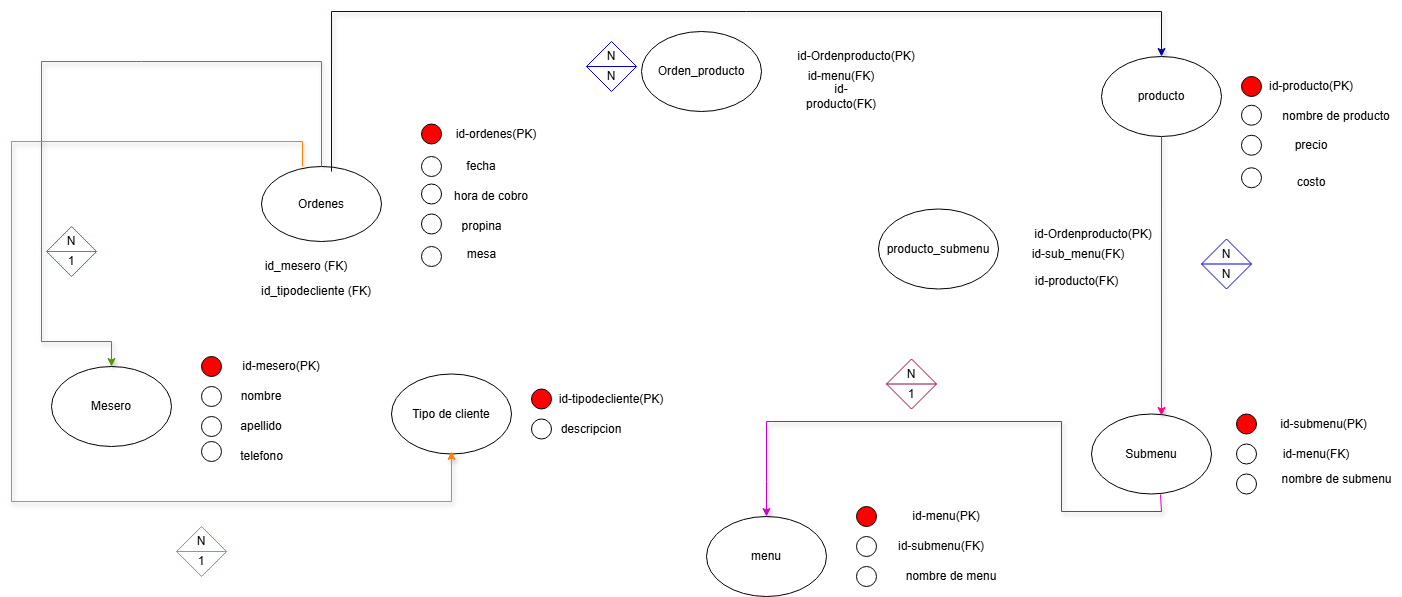 N
N
Orden_producto
id-Ordenproducto(PK)
id-menu(FK)
id-
producto(FK)
producto
id-producto(PK)
nombre de producto
precio
costo
Ordenes
id-ordenes(PK)
fecha
hora de cobro
propina
mesa
id_mesero (FK)
id_tipodecliente (FK)
N
1
producto_submenu
id-Ordenproducto(PK)
id-sub_menu(FK)
id-producto(FK)
N
N
Mesero
id-mesero(PK)
nombre
apellido
telefono
Tipo de cliente
id-tipodecliente(PK)
descripcion
N
1
Submenu
id-submenu(PK)
id-menu(FK)
nombre de submenu
N
1
menu
id-menu(PK)
id-submenu(FK)
nombre de menu